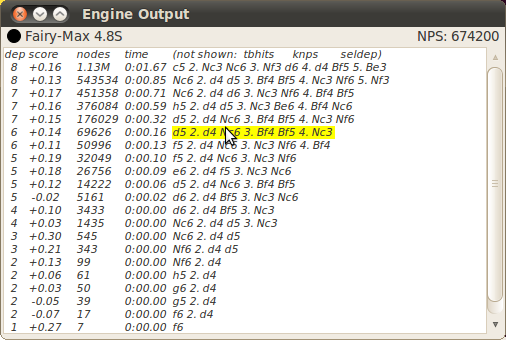 Engine Output
Fairy-Max 4.8S NPS: 674200
dep score nodes time (not shown: tbhits knps seldep)
8 +0.16 1.13M 0:01.67 c5 2. Nc3 Nc6 3. Nf3 d6 4. d4 Bf5 5. Be3
8 +0.13 543534 0:00.85 Nc6 2. d4 d5 3. Bf4 Bf5 4. Nc3 Nf6 5. Nf3
7 +0.17 451358 0:00.71 Nc6 2. d4 d6 3. Nc3 Nf6 4. Bf4 Bf5
7 +0.16 376084 0:00.59 h5 2. d4 d5 3. Nc3 Be6 4. Bf4 Nc6
7 +0.15 176029 0:00.32 d5 2. d4 Nc6 3. Bf4 Bf5 4. Nc3 Nf6
6 +0.14 69626 0:00.16 d5 2. d4 Nc6 3. Bf4 Bf5 4. Nc3
6 +0.11 50996 0:00.13 f5 2. d4 Nc6 3. Nc3 Nf6 4. Bf4
5 +0.19 32049 0:00.10 f5 2. d4 Nc6 3. Nc3 Nf6
5 +0.18 26756 0:00.09 e6 2. d4 f5 3. Nc3 Nc6
5 +0.12 14222 0:00.06 d5 2. d4 Nc6 3. Bf4 Bf5
5 -0.02 5161 0:00.02 d6 2. d4 Bf5 3. Nc3 Nc6
4 +0.10 3433 0:00.00 d6 2. d4 Bf5 3. Nc3
4 +0.03 1435 0:00.00 Nc6 2. d4 d5 3. Nc3
3 +0.30 545 0:00.00 Nc6 2. d4 d5
3 +0.21 343 0:00.00 Nf6 2. d4 d5
2 +0.13 99 0:00.00 Nf6 2. d4
2 +0.06 61 0:00.00 h5 2. d4
2 +0.03 50 0:00.00 g6 2. d4
2 -0.05 39 0:00.00 g5 2. d4
2 -0.07 17 0:00.00 f6 2. d4
1 +0.27 7 0:00.00 f6